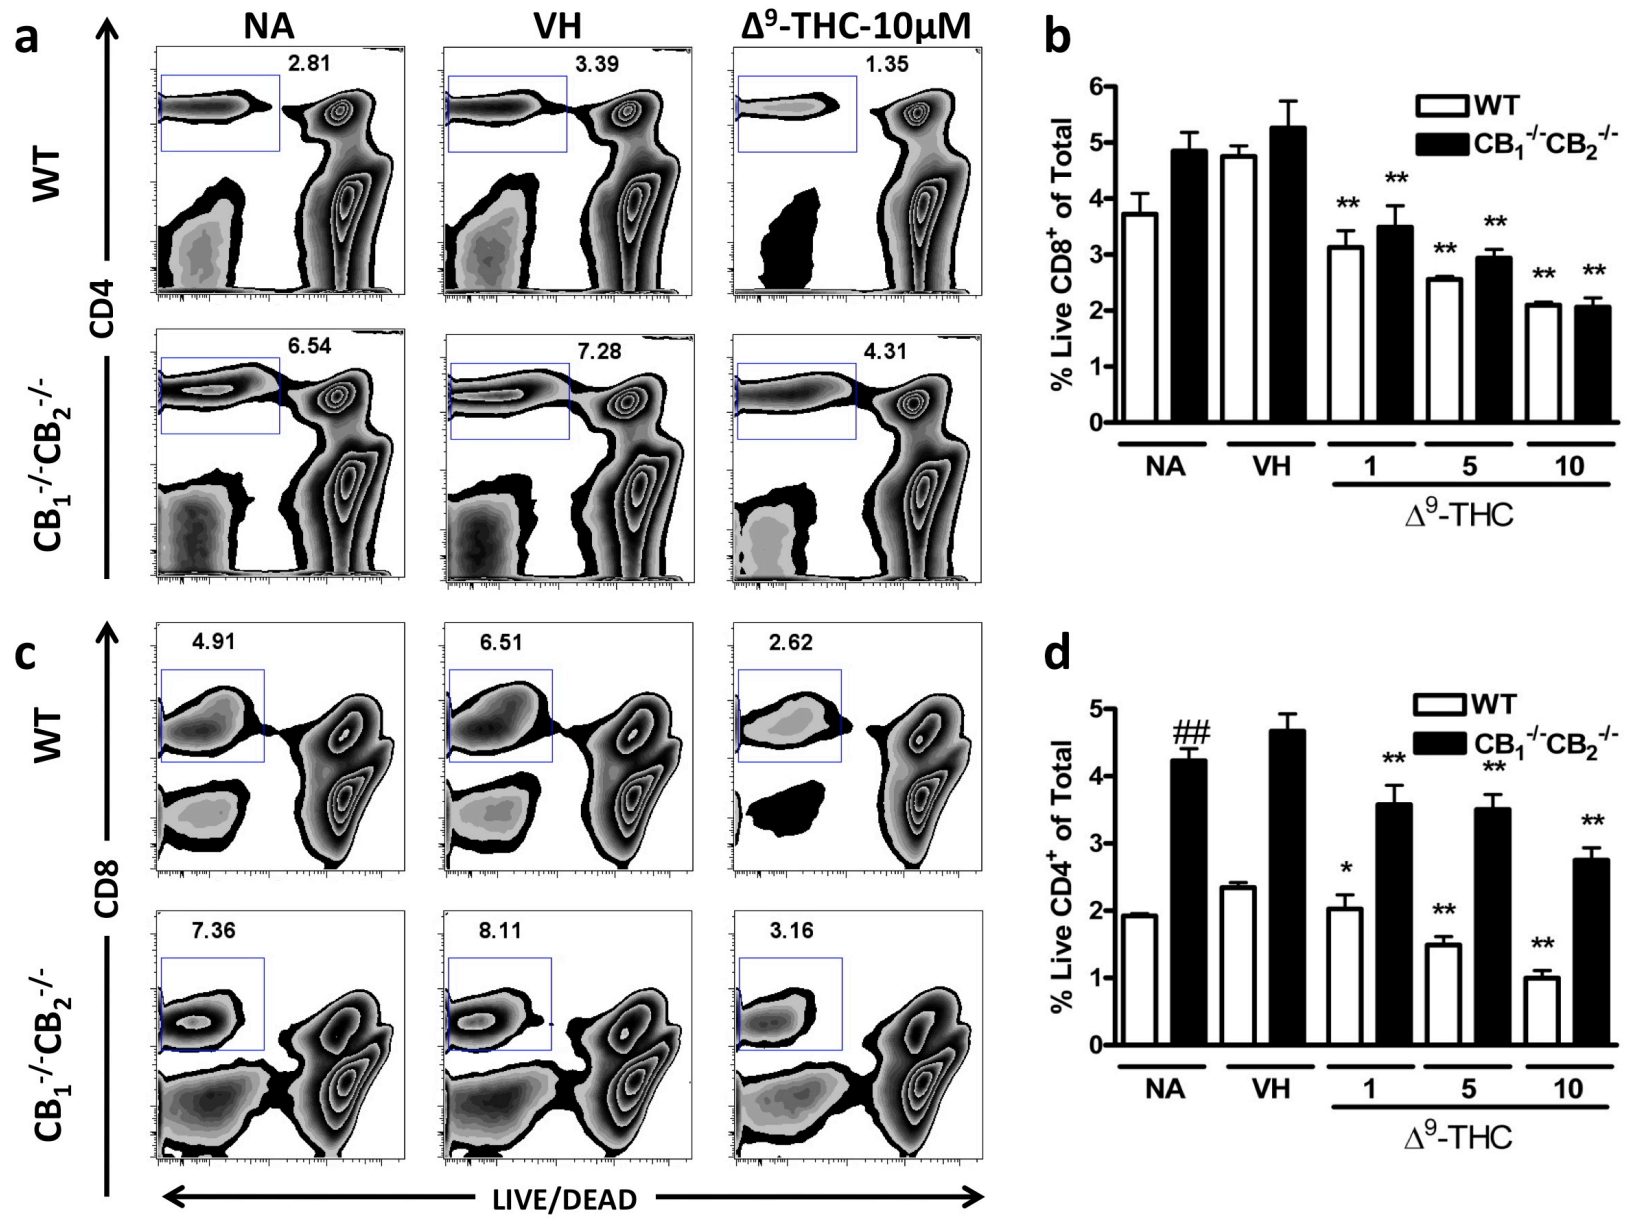 a
NA
VH
Δ⁹-THC-10µM
CD4
WT
2.81
3.39
1.35
CB₁⁻/⁻CB₂⁻/⁻
6.54
7.28
4.31
b
% Live CD8⁺ of Total
6
5
4
3
2
1
0
WT
CB₁⁻/⁻CB₂⁻/⁻
** ** ** ** ** **
NA VH 1 5 10
Δ⁹-THC
c
CD8
WT
4.91
6.51
2.62
CB₁⁻/⁻CB₂⁻/⁻
7.36
8.11
3.16
LIVE/DEAD
d
% Live CD4⁺ of Total
5
4
3
2
1
0
WT
CB₁⁻/⁻CB₂⁻/⁻
## * ** ** ** ** **
NA VH 1 5 10
Δ⁹-THC